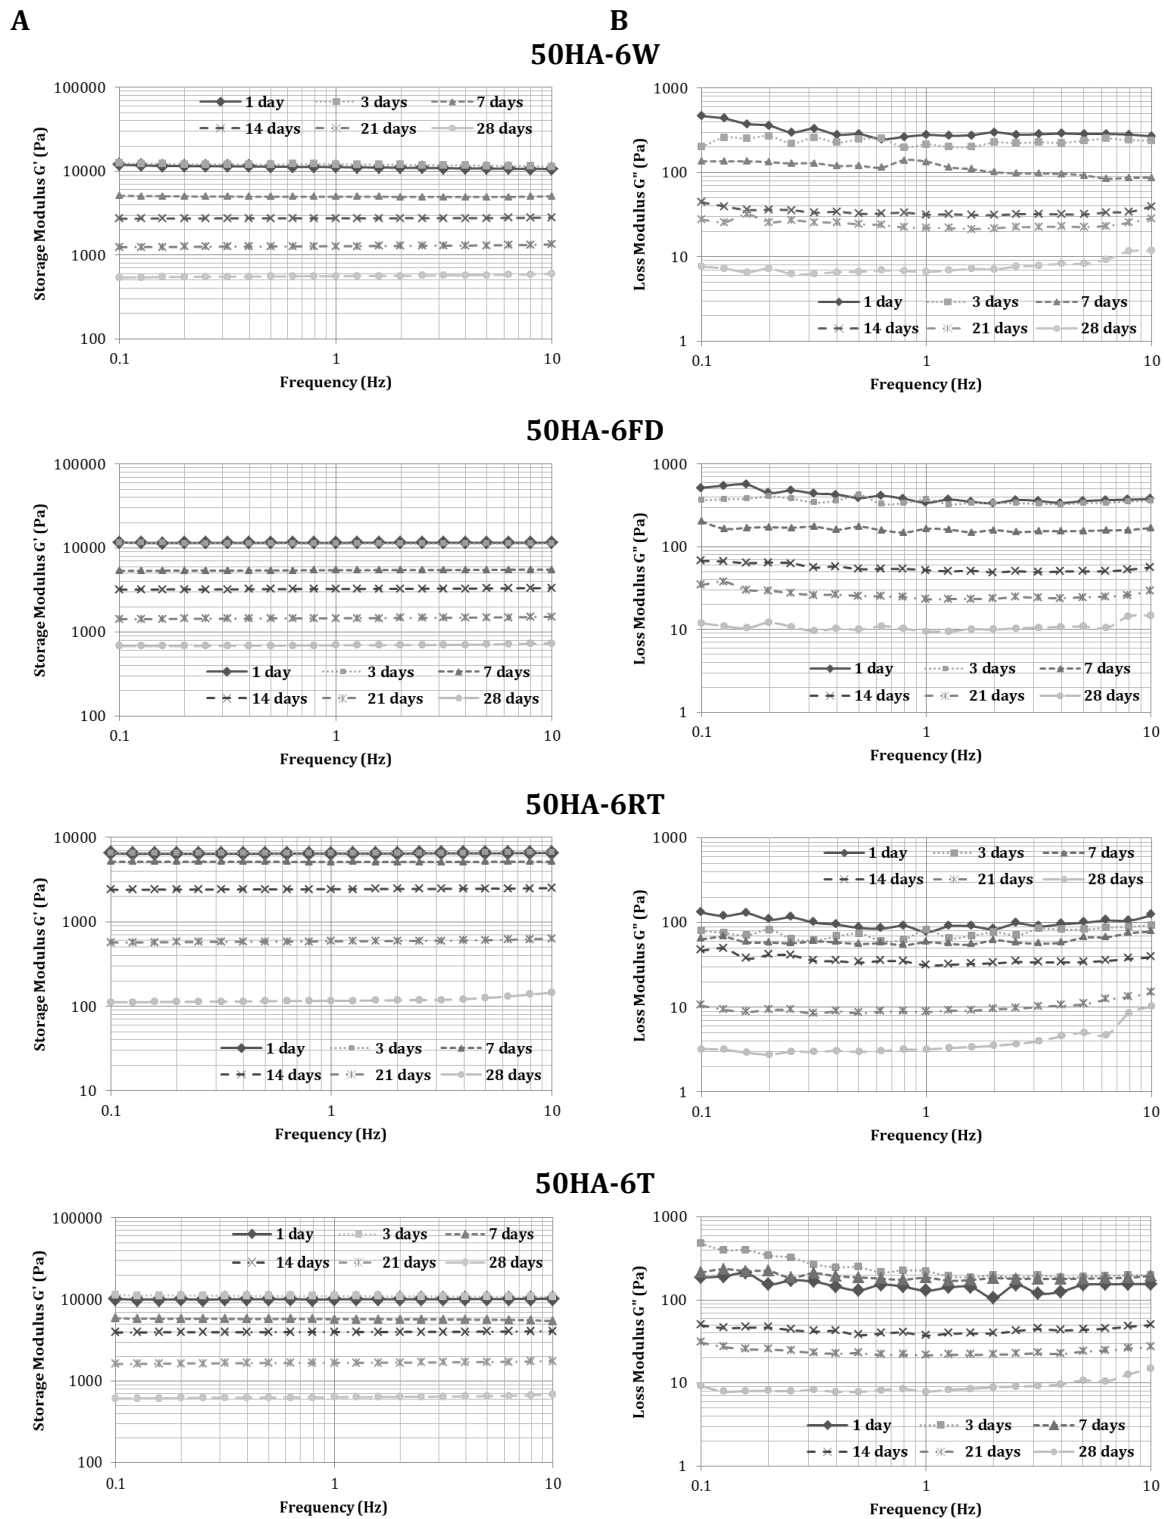 A
B
50HA-6W
Storage Modulus G' (Pa)
100000
10000
1000
100
0.1
1
10
Frequency (Hz)
1 day
3 days
7 days
14 days
21 days
28 days
Loss Modulus G" (Pa)
1000
100
10
1
0.1
1
10
Frequency (Hz)
1 day
3 days
7 days
14 days
21 days
28 days
50HA-6FD
Storage Modulus G' (Pa)
100000
10000
1000
100
0.1
1
10
Frequency (Hz)
1 day
3 days
7 days
14 days
21 days
28 days
Loss Modulus G" (Pa)
1000
100
10
1
0.1
1
10
Frequency (Hz)
1 day
3 days
7 days
14 days
21 days
28 days
50HA-6RT
Storage Modulus G' (Pa)
10000
1000
100
10
0.1
1
10
Frequency (Hz)
1 day
3 days
7 days
14 days
21 days
28 days
Loss Modulus G" (Pa)
1000
100
10
1
0.1
1
10
Frequency (Hz)
1 day
3 days
7 days
14 days
21 days
28 days
50HA-6T
Storage Modulus G' (Pa)
100000
10000
1000
100
0.1
1
10
Frequency (Hz)
1 day
3 days
7 days
14 days
21 days
28 days
Loss Modulus G" (Pa)
1000
100
10
1
0.1
1
10
Frequency (Hz)
1 day
3 days
7 days
14 days
21 days
28 days